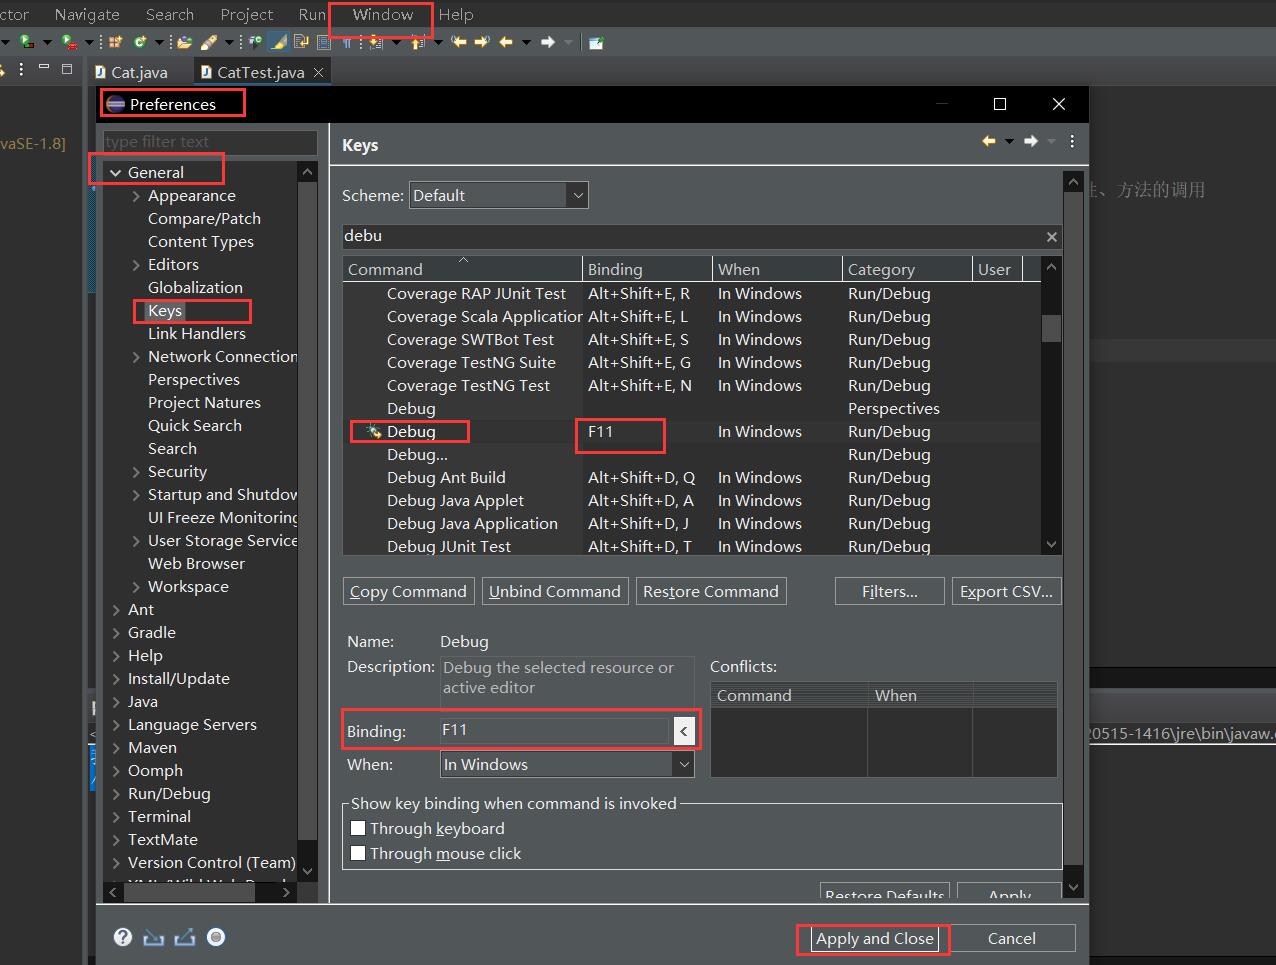 Navigate Search Project Run Window Help
Cat.java CatTest.java
Preferences
type filter text
Keys
General
Appearance
Compare/Patch
Content Types
Editors
Globalization
Keys
Link Handlers
Network Connection
Perspectives
Project Natures
Quick Search
Search
Security
Startup and Shutdow
UI Freeze Monitoring
User Storage Service
Web Browser
Workspace
Ant
Gradle
Help
Install/Update
Java
Language Servers
Maven
Oomph
Run/Debug
Terminal
TextMate
Version Control (Team)
Scheme: Default
debu
Command Binding When Category User
Coverage RAP JUnit Test Alt+Shift+E, R In Windows Run/Debug
Coverage Scala Application Alt+Shift+E, L In Windows Run/Debug
Coverage SWTBot Test Alt+Shift+E, S In Windows Run/Debug
Coverage TestNG Suite Alt+Shift+E, G In Windows Run/Debug
Coverage TestNG Test Alt+Shift+E, N In Windows Run/Debug
Debug Perspectives
Debug F11 In Windows Run/Debug
Debug... Run/Debug
Debug Ant Build Alt+Shift+D, Q In Windows Run/Debug
Debug Java Applet Alt+Shift+D, A In Windows Run/Debug
Debug Java Application Alt+Shift+D, J In Windows Run/Debug
Debug JUnit Test Alt+Shift+D, T In Windows Run/Debug
Copy Command Unbind Command Restore Command Filters... Export CSV...
Name: Debug
Description: Debug the selected resource or
active editor
Conflicts:
Command When
Binding: F11
When: In Windows
Show key binding when command is invoked
Through keyboard
Through mouse click
Restore Defaults Apply
Apply and Close Cancel
vaSE-1.8]
、方法的调用
20515-1416\jre\bin\javaw.